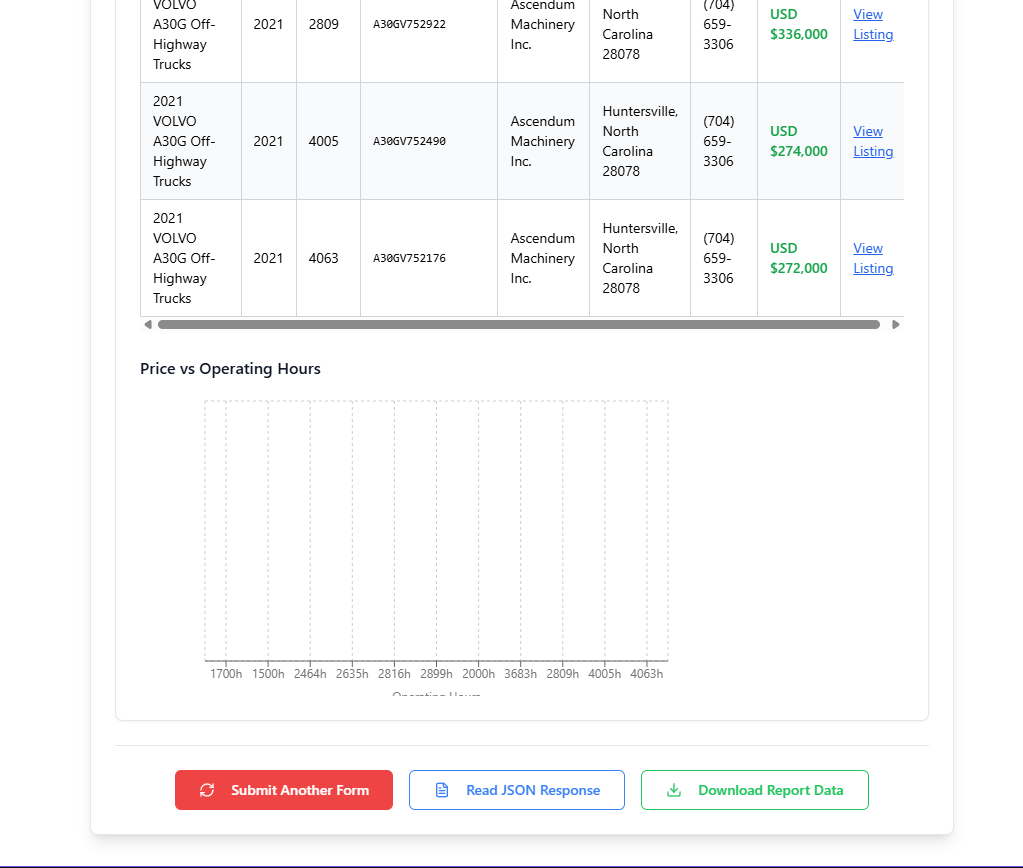 VOLVO
A30G Off-
Highway
Trucks
2021
2809
A30GV752922
Ascendum
Machinery
Inc.
North
Carolina
28078
(704)
659-
3306
USD
$336,000
View
Listing
2021
VOLVO
A30G Off-
Highway
Trucks
2021
4005
A30GV752490
Ascendum
Machinery
Inc.
Huntersville,
North
Carolina
28078
(704)
659-
3306
USD
$274,000
View
Listing
2021
VOLVO
A30G Off-
Highway
Trucks
2021
4063
A30GV752176
Ascendum
Machinery
Inc.
Huntersville,
North
Carolina
28078
(704)
659-
3306
USD
$272,000
View
Listing
Price vs Operating Hours
1700h 1500h 2464h 2635h 2816h 2899h 2000h 3683h 2809h 4005h 4063h
Operating Hours
Submit Another Form
Read JSON Response
Download Report Data